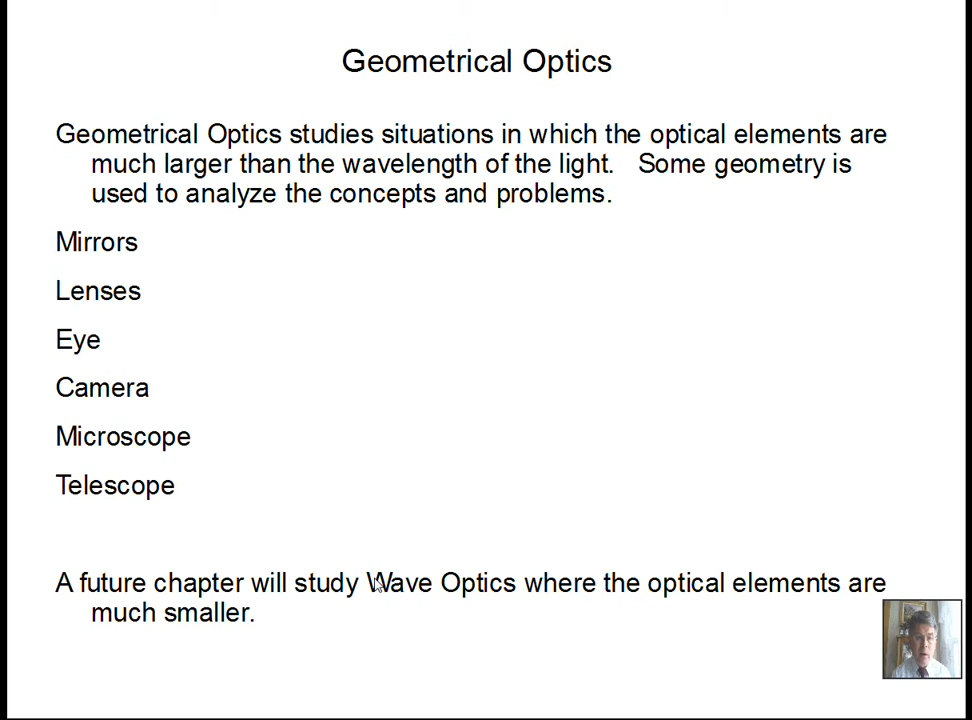 Geometrical Optics
Geometrical Optics studies situations in which the optical elements are
much larger than the wavelength of the light. Some geometry is
used to analyze the concepts and problems.
Mirrors
Lenses
Eye
Camera
Microscope
Telescope
A future chapter will study Wave Optics where the optical elements are
much smaller.